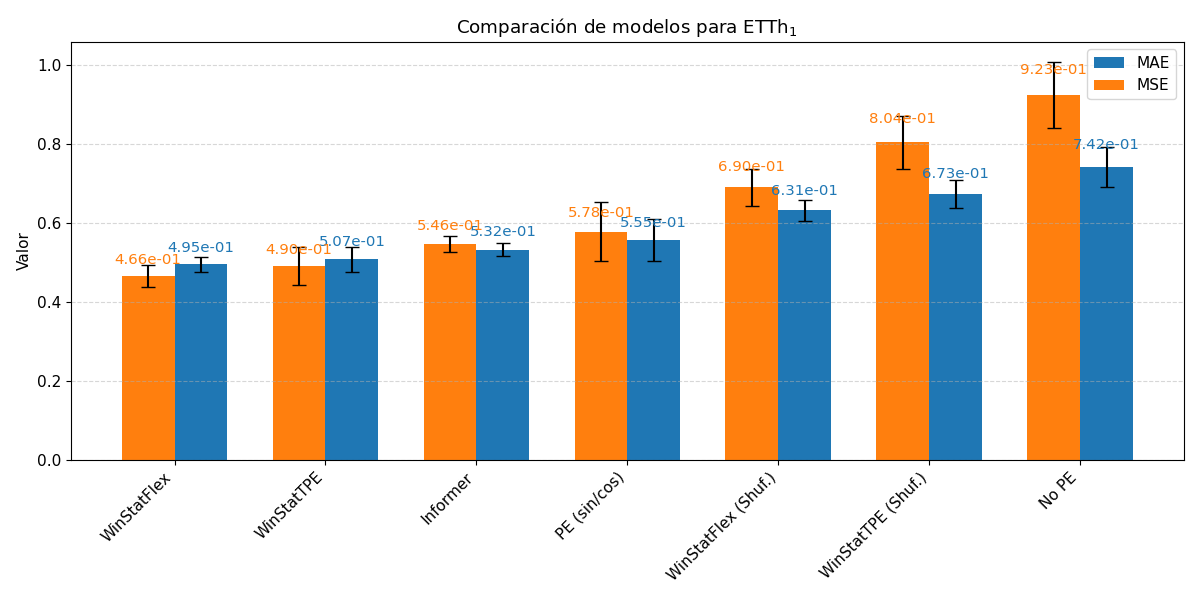 Comparación de modelos para ETTh₁
MAE
MSE
Valor
1.0
0.8
0.6
0.4
0.2
0.0
4.66e-01
4.95e-01
4.90e-01
5.07e-01
5.46e-01
5.32e-01
5.78e-01
5.55e-01
6.90e-01
6.31e-01
8.04e-01
6.73e-01
9.23e-01
7.42e-01
WinStatFlex
WinStatTPE
Informer
PE (sin/cos)
WinStatFlex (Shuf.)
WinStatTPE (Shuf.)
No PE